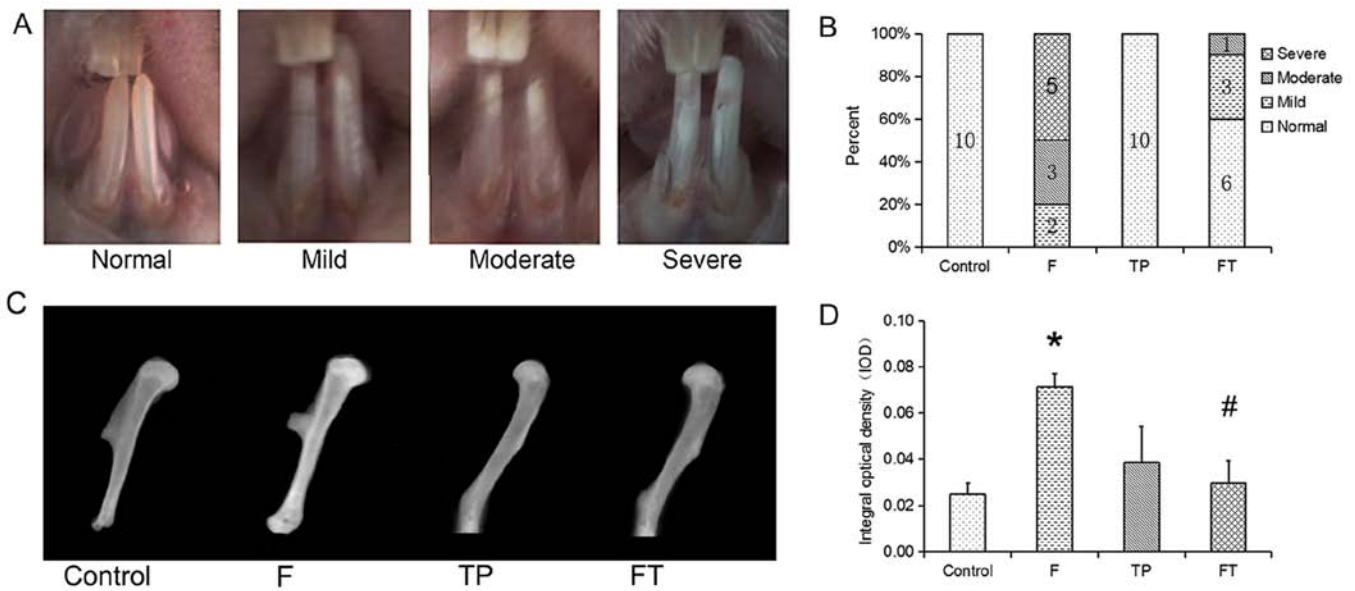 A
Normal
Mild
Moderate
Severe
B
100%
80%
60%
40%
20%
0%
Percent
10
5
3
2
10
1
3
6
Control
F
TP
FT
Severe
Moderate
Mild
Normal
C
Control
F
TP
FT
D
0.10
0.08
0.06
0.04
0.02
0.00
Integral optical density（IOD）
*
#
Control
F
TP
FT